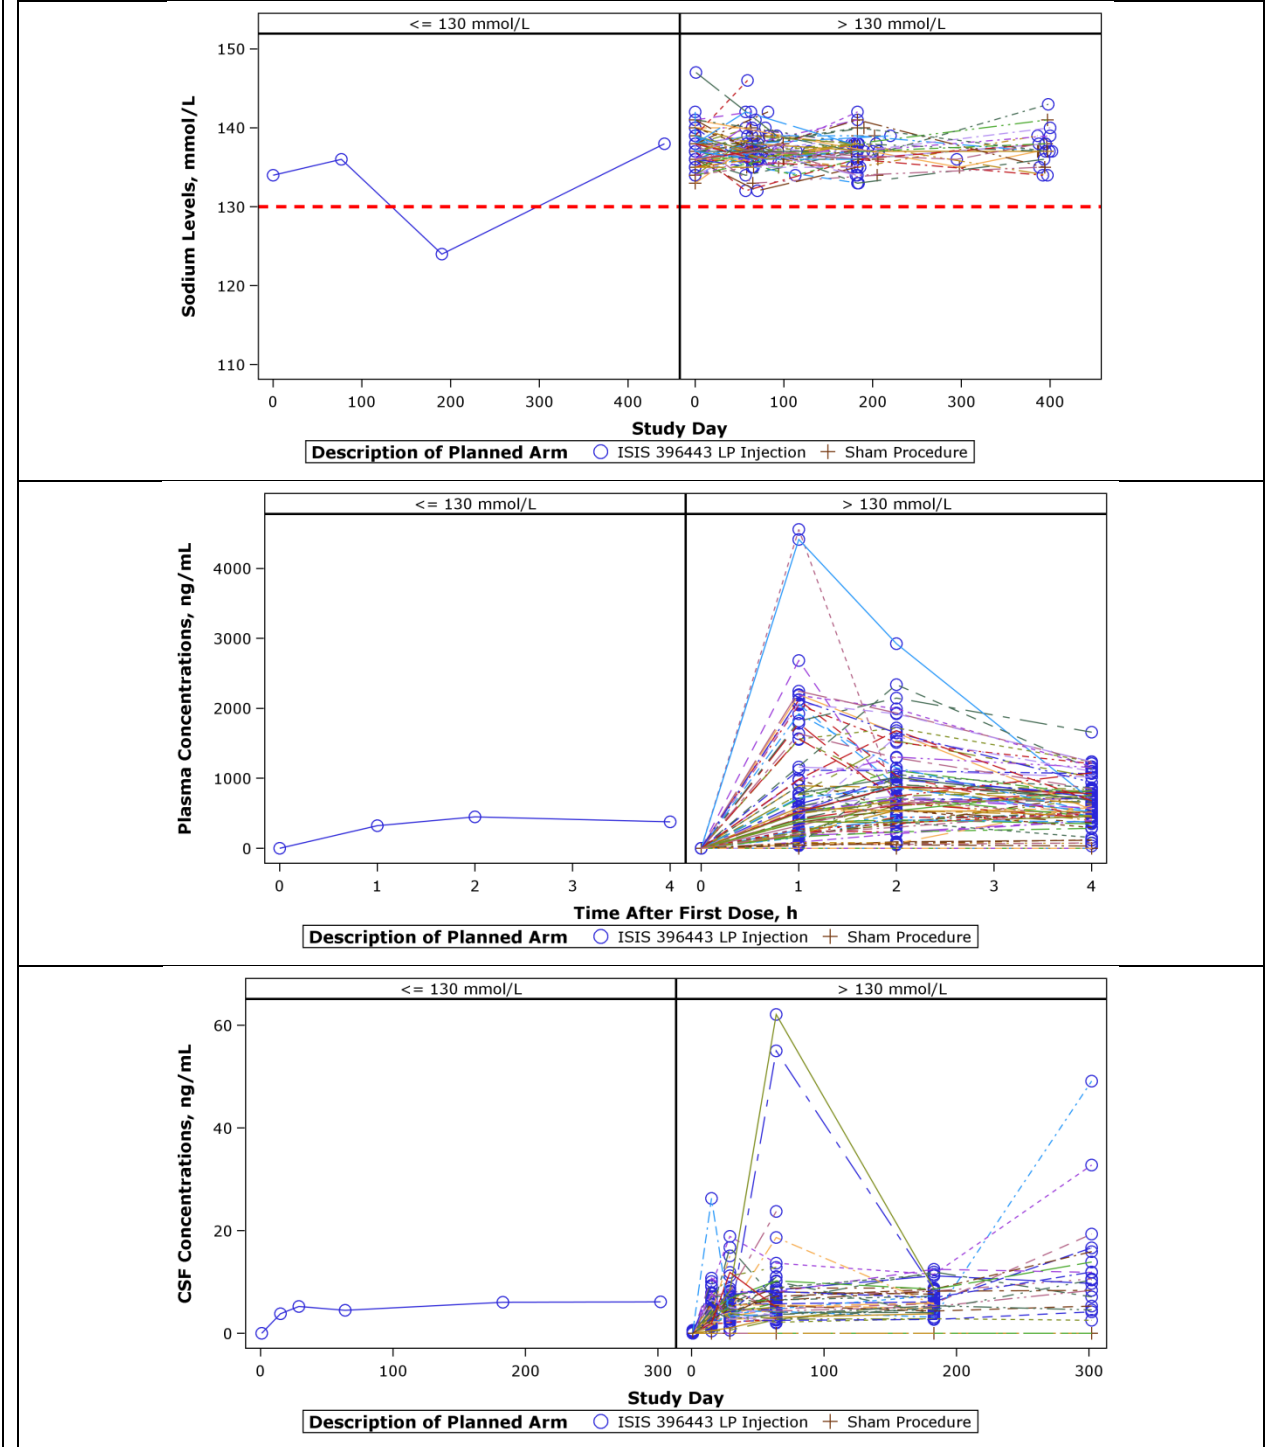 <= 130 mmol/L > 130 mmol/L
150
140
130
120
110
Sodium Levels, mmol/L
0 100 200 300 400 0 100 200 300 400
Study Day
Description of Planned Arm ISIS 396443 LP Injection Sham Procedure
<= 130 mmol/L > 130 mmol/L
4000
3000
2000
1000
0
Plasma Concentrations, ng/mL
0 1 2 3 4 0 1 2 3 4
Time After First Dose, h
Description of Planned Arm ISIS 396443 LP Injection Sham Procedure
<= 130 mmol/L > 130 mmol/L
60
40
20
0
CSF Concentrations, ng/mL
0 100 200 300 0 100 200 300
Study Day
Description of Planned Arm ISIS 396443 LP Injection Sham Procedure